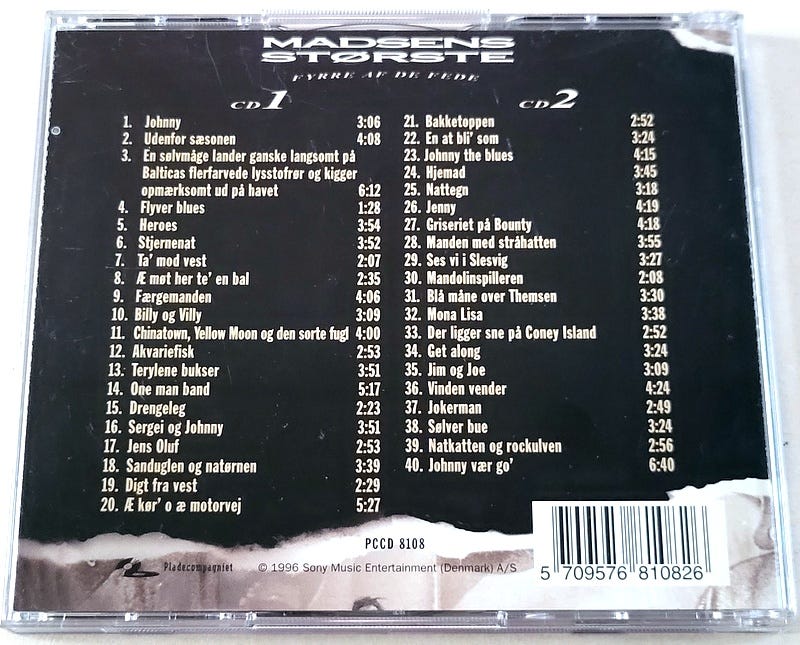 MADSENS
STØRSTE
FYRRE AF DE FEDE
CD 1
1. Johnny 3:06
2. Udenfor sæsonen 4:08
3. En sølvmåge lander ganske langsomt på
Balticas flerfarvede lysstofrør og kigger
opmærksomt ud på havet 6:12
4. Flyver blues 1:28
5. Heroes 3:54
6. Stjernenat 3:52
7. Ta' mod vest 2:07
8. Æ møt her te' en bal 2:35
9. Færgemanden 4:06
10. Billy og Villy 3:09
11. Chinatown, Yellow Moon og den sorte fugl 4:00
12. Akvariefisk 2:53
13. Terylene bukser 3:51
14. One man band 5:17
15. Drengeleg 2:23
16. Sergei og Johnny 3:51
17. Jens Oluf 2:53
18. Sanduglen og natørnen 3:39
19. Digt fra vest 2:29
20. Æ kør' o æ motorvej 5:27
CD 2
21. Bakketoppen 2:52
22. En at bli' som 3:24
23. Johnny the blues 4:15
24. Hjemad 3:45
25. Nattegn 3:18
26. Jenny 4:19
27. Griseriet på Bounty 4:18
28. Manden med stråhatten 3:55
29. Ses vi i Slesvig 3:27
30. Mandolinspilleren 2:08
31. Blå måne over Themsen 3:30
32. Mona Lisa 3:38
33. Der ligger sne på Coney Island 2:52
34. Get along 3:24
35. Jim og Joe 3:09
36. Vinden vender 4:24
37. Jokerman 2:49
38. Sølver bue 3:24
39. Natkatten og rockulven 2:56
40. Johnny vær go' 6:40
PCCD 8108
Pladecompagniet © 1996 Sony Music Entertainment (Denmark) A/S
5 709576 810826